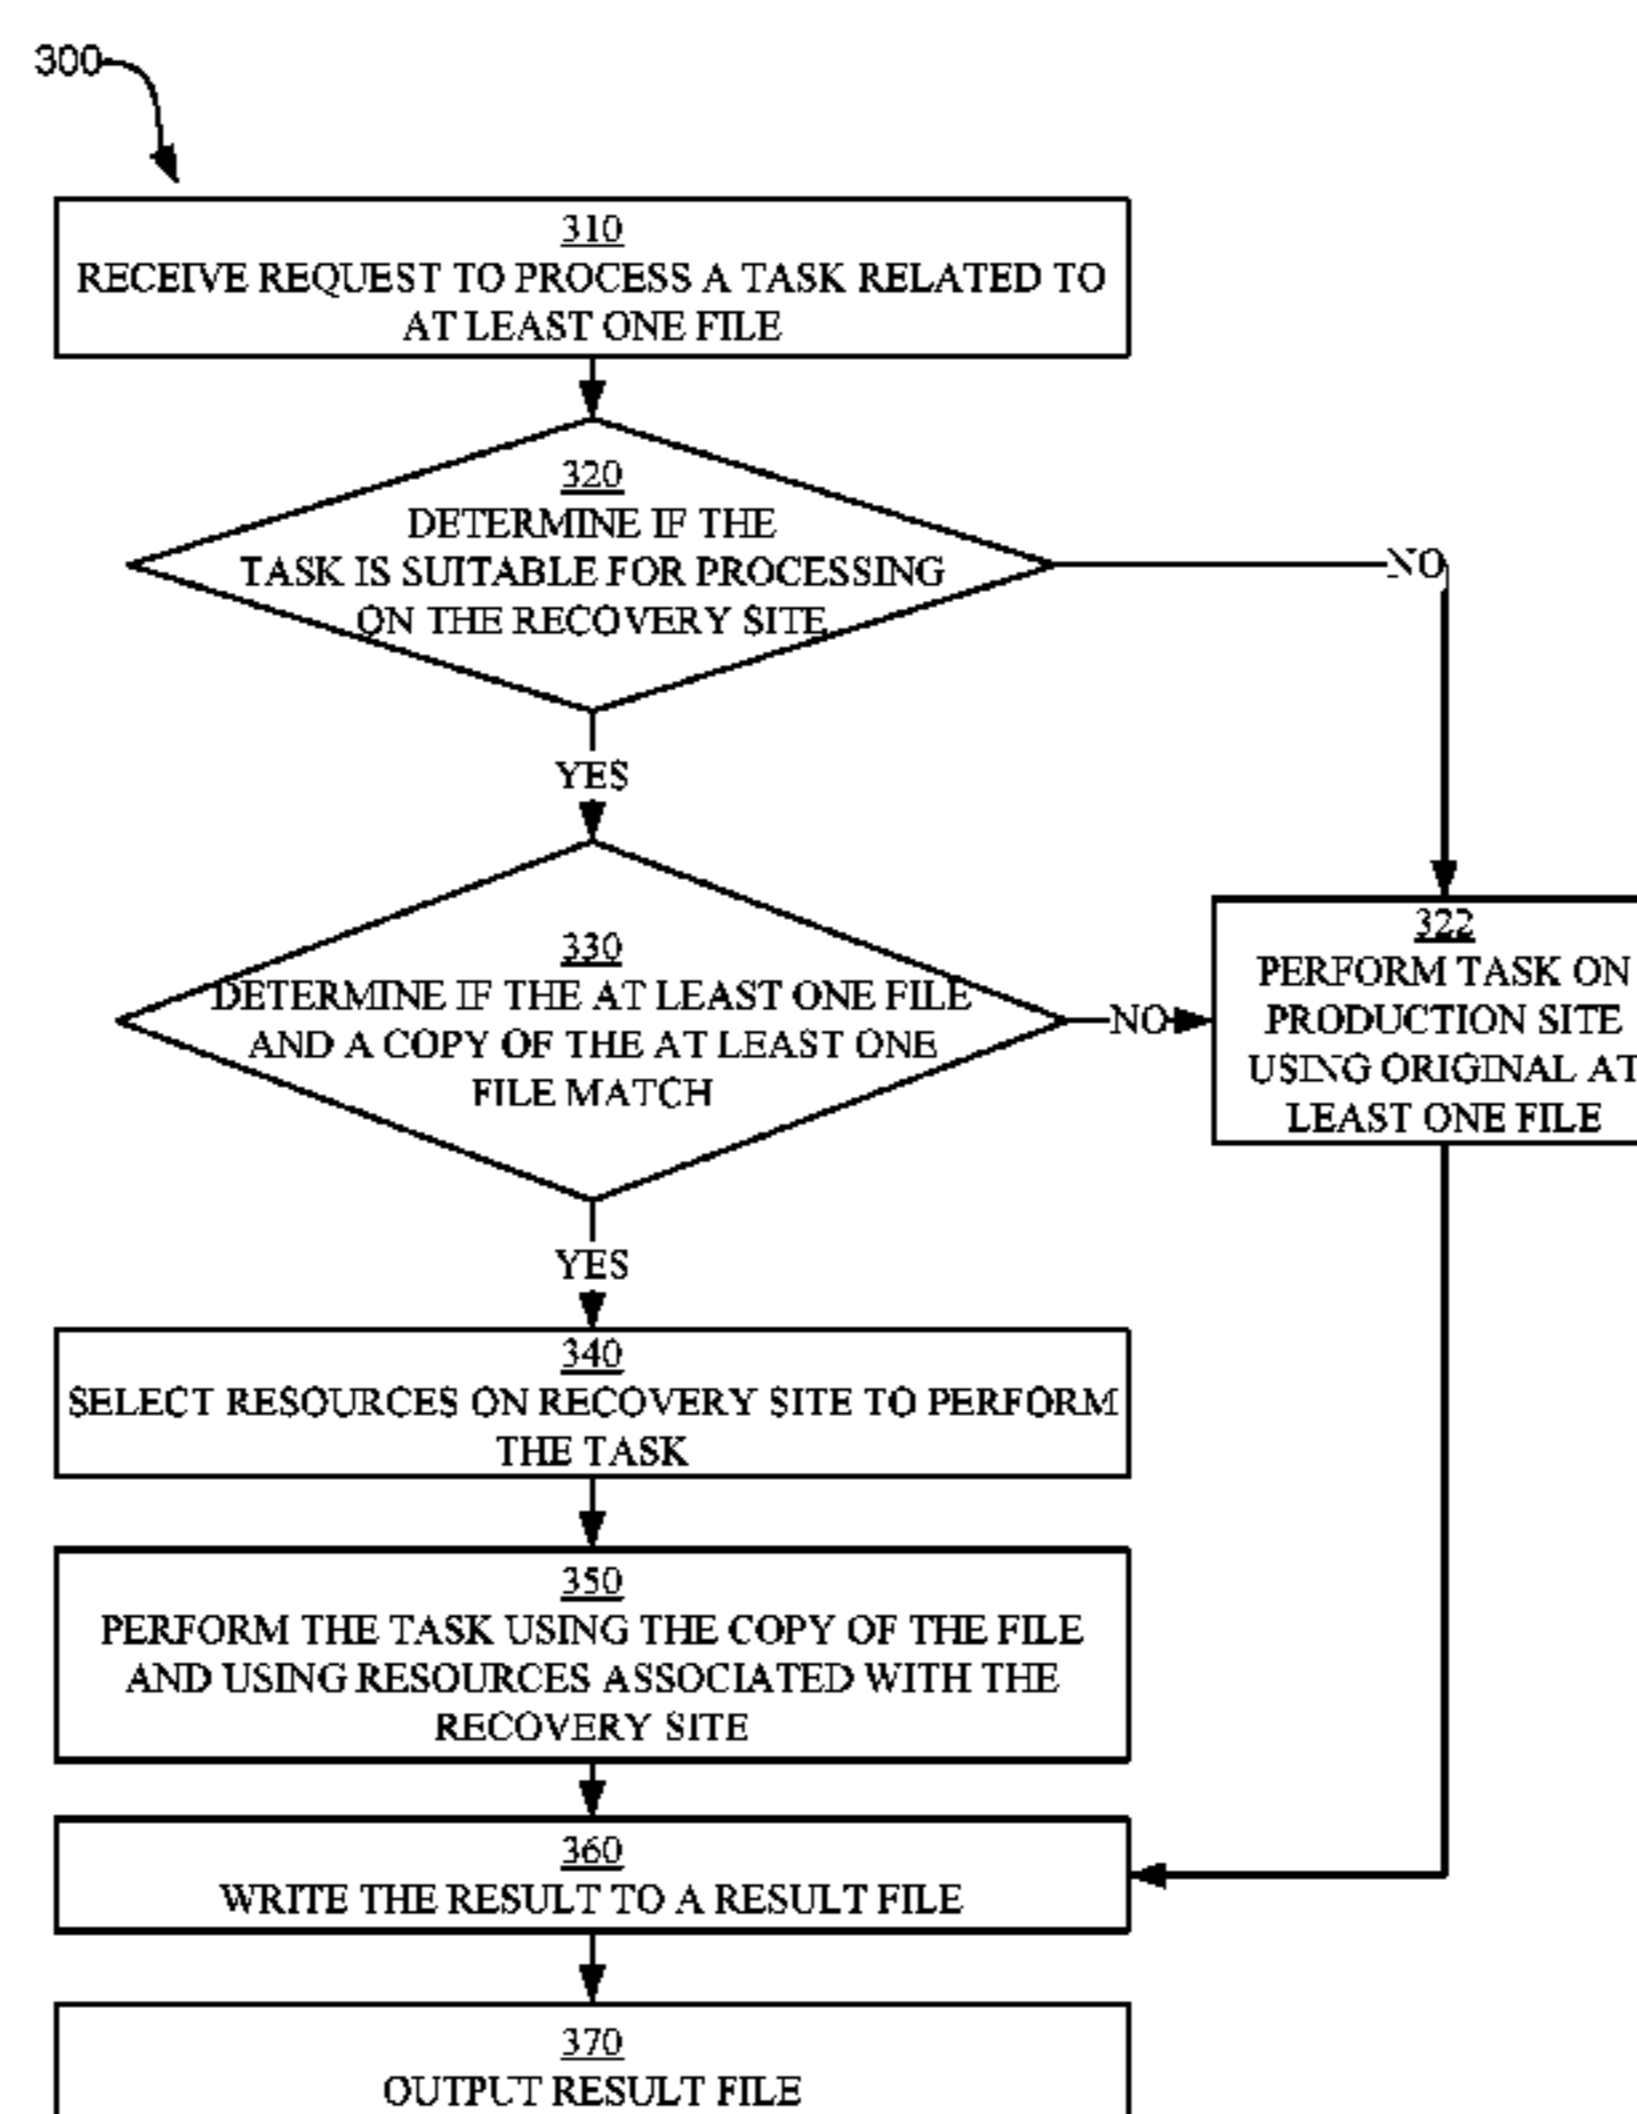 300
310
RECEIVE REQUEST TO PROCESS A TASK RELATED TO
AT LEAST ONE FILE
320
DETERMINE IF THE
TASK IS SUITABLE FOR PROCESSING
ON THE RECOVERY SITE
NO
YES
330
DETERMINE IF THE AT LEAST ONE FILE
AND A COPY OF THE AT LEAST ONE
FILE MATCH
NO
322
PERFORM TASK ON
PRODUCTION SITE
USING ORIGINAL AT
LEAST ONE FILE
YES
340
SELECT RESOURCES ON RECOVERY SITE TO PERFORM
THE TASK
350
PERFORM THE TASK USING THE COPY OF THE FILE
AND USING RESOURCES ASSOCIATED WITH THE
RECOVERY SITE
360
WRITE THE RESULT TO A RESULT FILE
370
OUTPUT RESULT FILE